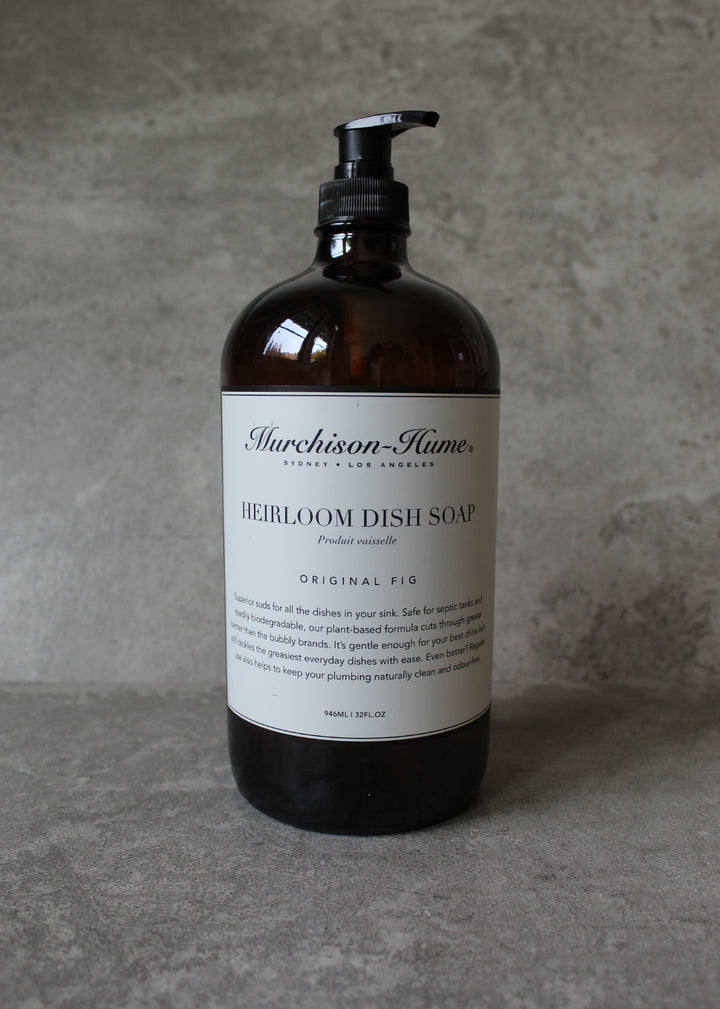 Murchison-Hume®
SYDNEY • LOS ANGELES
HEIRLOOM DISH SOAP
Produit vaisselle
ORIGINAL FIG
Superior suds for all the dishes in your sink. Safe for septic tanks and
readily biodegradable, our plant-based formula cuts through grease
better than the bubbly brands. It's gentle enough for your best china but
still tackles the greasiest everyday dishes with ease. Even better? Regular
use also helps to keep your plumbing naturally clean and odour-free.
946ML | 32FL.OZ